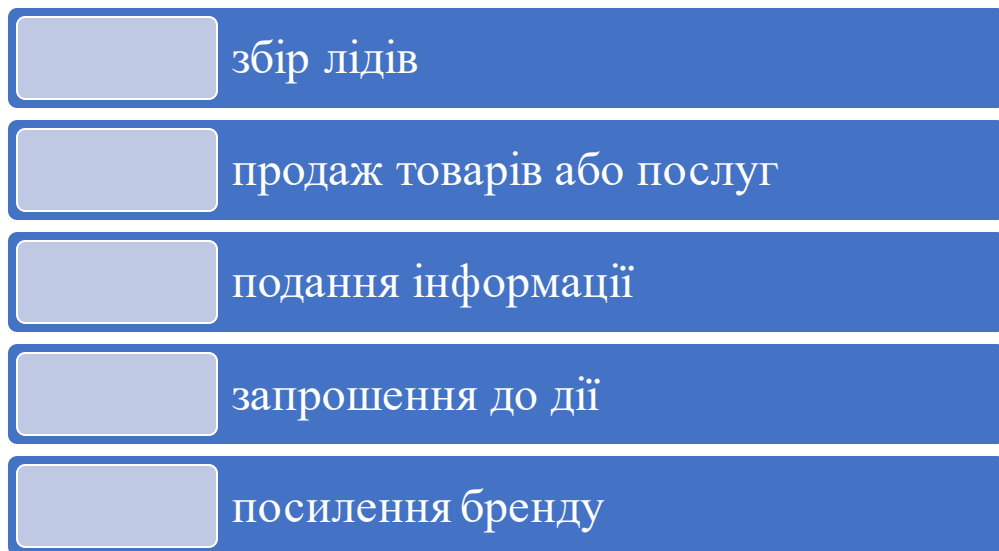 збір лідів
продаж товарів або послуг
подання інформації
запрошення до дії
посилення бренду